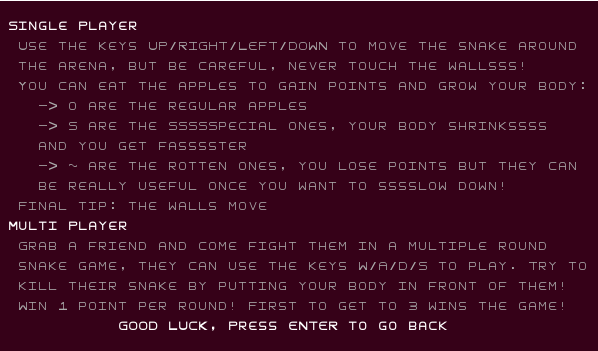 SINGLE PLAYER
USE THE KEYS UP/RIGHT/LEFT/DOWN TO MOVE THE SNAKE AROUND
THE ARENA, BUT BE CAREFUL, NEVER TOUCH THE WALLSSS!
YOU CAN EAT THE APPLES TO GAIN POINTS AND GROW YOUR BODY:
-> O ARE THE REGULAR APPLES
-> S ARE THE SSSSSPECIAL ONES, YOUR BODY SHRINKSSSS
AND YOU GET FASSSSTER
-> ~ ARE THE ROTTEN ONES, YOU LOSE POINTS BUT THEY CAN
BE REALLY USEFUL ONCE YOU WANT TO SSSSLOW DOWN!
FINAL TIP: THE WALLS MOVE
MULTI PLAYER
GRAB A FRIEND AND COME FIGHT THEM IN A MULTIPLE ROUND
SNAKE GAME, THEY CAN USE THE KEYS W/A/D/S TO PLAY. TRY TO
KILL THEIR SNAKE BY PUTTING YOUR BODY IN FRONT OF THEM!
WIN 1 POINT PER ROUND! FIRST TO GET TO 3 WINS THE GAME!
GOOD LUCK, PRESS ENTER TO GO BACK